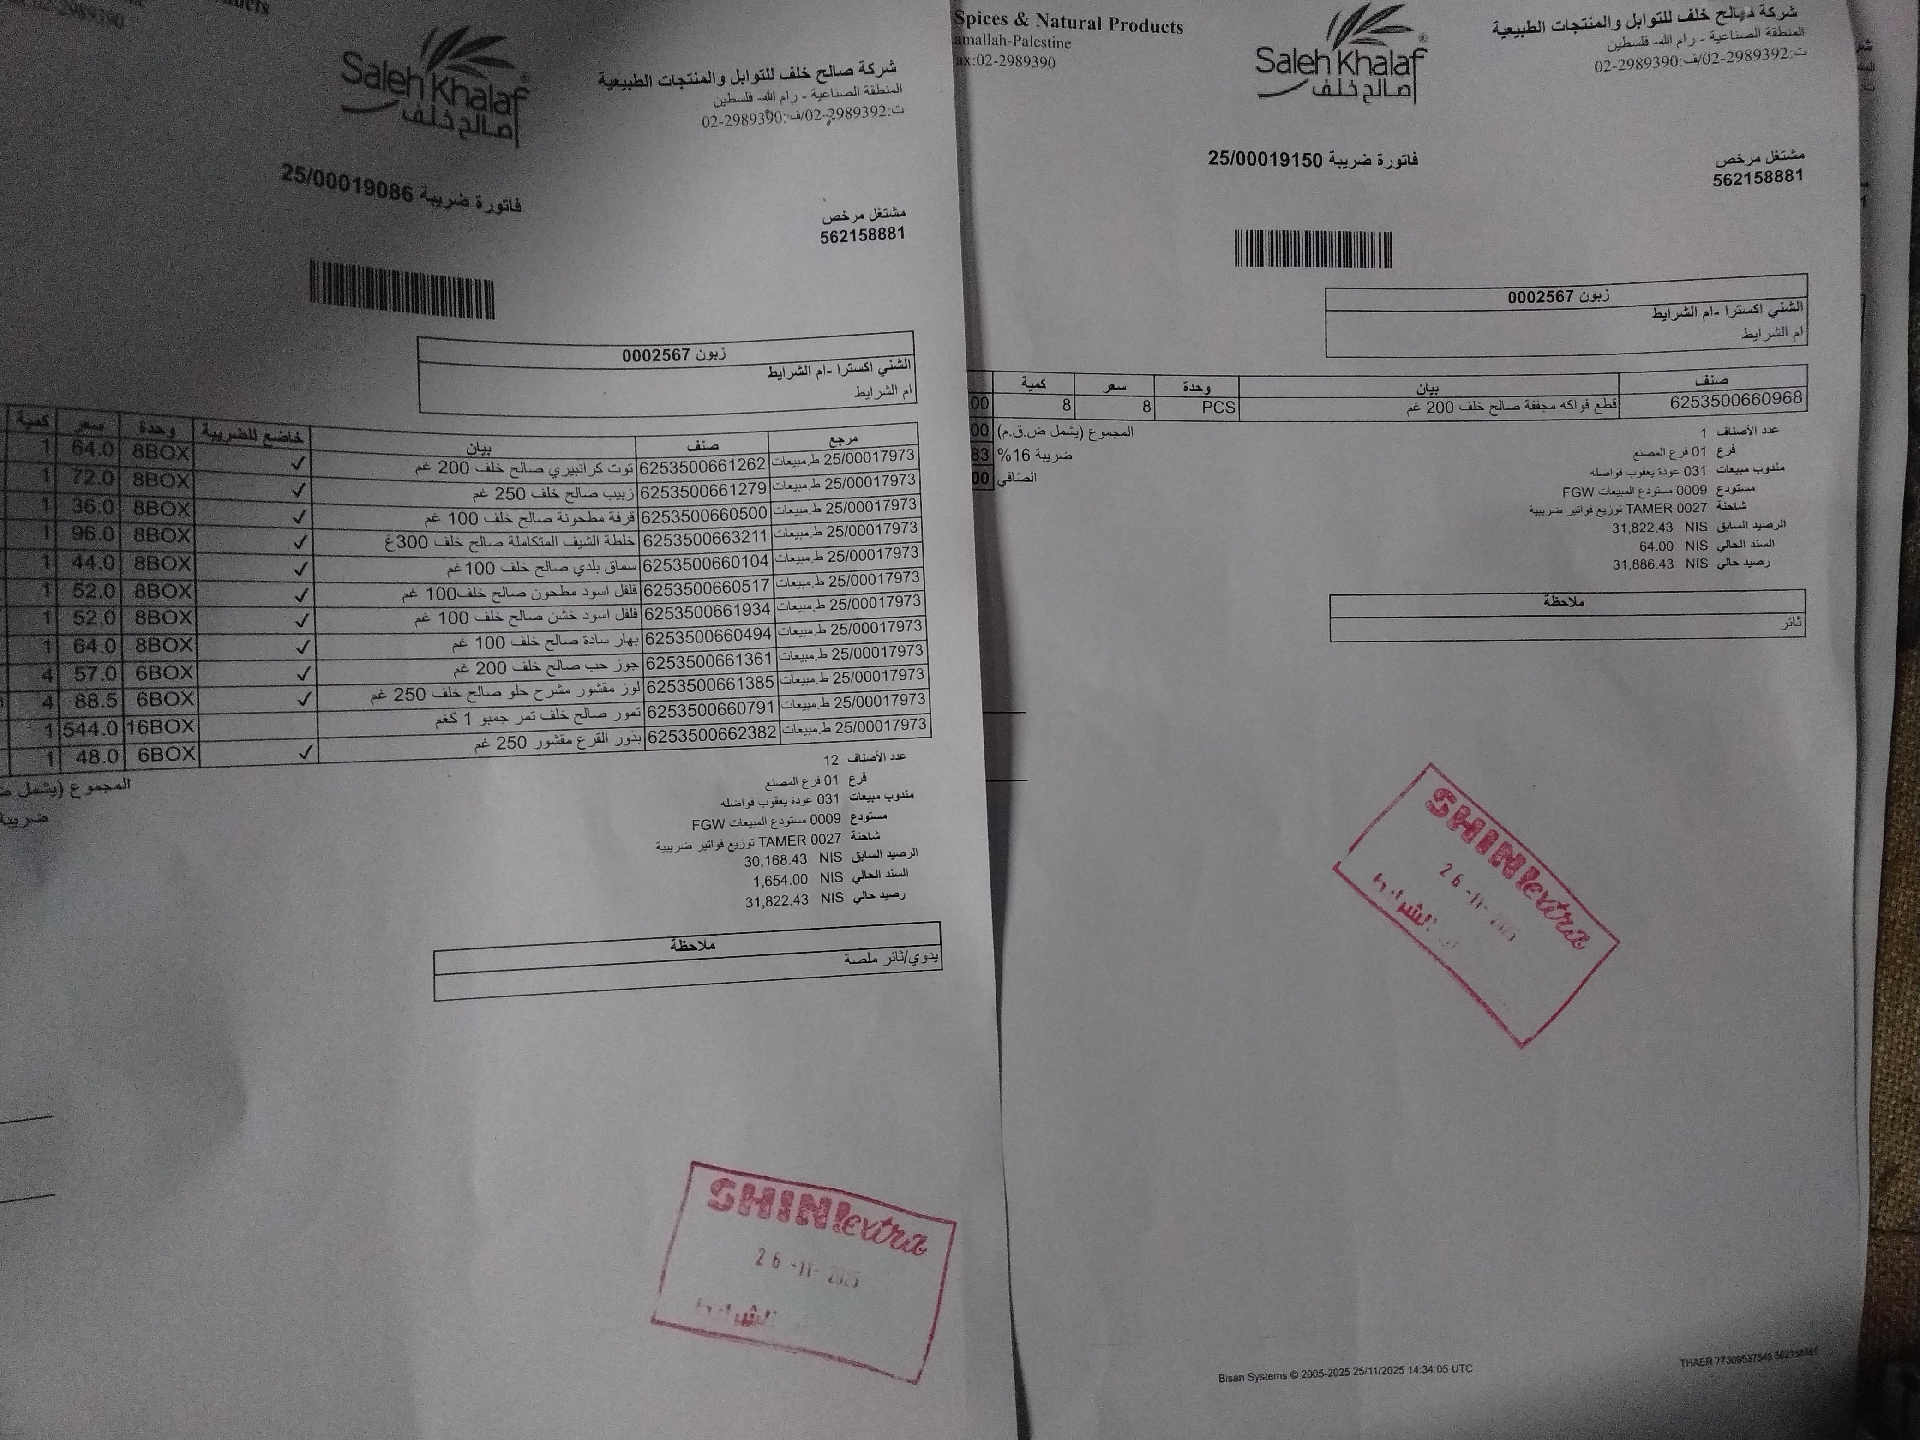 02-2989390
Saleh Khalaf
صالح خلف
شركة صالح خلف للتوابل والمنتجات الطبيعية
المنطقة الصناعية - رام الله- فلسطين
ت:02-2989392/ف:02-2989390
فاتورة ضريبة 25/00019086
مشتغل مرخص
562158881
زبون 0002567
الشني اكسترا -ام الشرايط
ام الشرايط
مرجع صنف بيان خاضع للضريبة وحدة سعر كمية
ط.مبيعات 25/00017973 6253500661262 توت كرانبيري صالح خلف 200 غم ✓ 8BOX 64.0 1
ط.مبيعات 25/00017973 6253500661279 زبيب صالح خلف 250 غم ✓ 8BOX 72.0 1
ط.مبيعات 25/00017973 6253500660500 قرفة مطحونة صالح خلف 100 غم ✓ 8BOX 36.0 1
ط.مبيعات 25/00017973 6253500663211 خلطة الشيف المتكاملة صالح خلف 300غ ✓ 8BOX 96.0 1
ط.مبيعات 25/00017973 6253500660104 سماق بلدي صالح خلف 100غم ✓ 8BOX 44.0 1
ط.مبيعات 25/00017973 6253500660517 فلفل اسود مطحون صالح خلف100 غم ✓ 8BOX 52.0 1
ط.مبيعات 25/00017973 6253500661934 فلفل اسود خشن صالح خلف 100 غم ✓ 8BOX 52.0 1
ط.مبيعات 25/00017973 6253500660494 بهار سادة صالح خلف 100 غم ✓ 8BOX 64.0 1
ط.مبيعات 25/00017973 6253500661361 جوز حب صالح خلف 200 غم ✓ 6BOX 57.0 4
ط.مبيعات 25/00017973 6253500661385 لوز مقشور مشرح حلو صالح خلف 250 غم ✓ 6BOX 88.5 4
ط.مبيعات 25/00017973 6253500660791 تمور صالح خلف تمر جمبو 1 كغم 16BOX 544.0 1
ط.مبيعات 25/00017973 6253500662382 بذور القرع مقشور 250 غم ✓ 6BOX 48.0 1
المجموع (يشمل
ضريبة
عدد الأصناف 12
فرع 01 فرع المصنع
مندوب مبيعات 031 عودة يعقوب فواضله
مستودع 0009 مستودع المبيعات FGW
شاحنة TAMER 0027 توزيع فواتير ضريبية
الرصيد السابق NIS 30,168.43
السند الحالي NIS 1,654.00
رصيد حالي NIS 31,822.43
ملاحظة
يدوي/ثائر ملصة
SHINI extra
26 -11- 2025
Spices & Natural Products
amallah-Palestine
ax:02-2989390
Saleh Khalaf
صالح خلف
شركة صالح خلف للتوابل والمنتجات الطبيعية
المنطقة الصناعية - رام الله- فلسطين
ت:02-2989392/ف:02-2989390
فاتورة ضريبة 25/00019150
مشتغل مرخص
562158881
زبون 0002567
الشني اكسترا -ام الشرايط
ام الشرايط
صنف بيان وحدة سعر كمية
6253500660968 قطع فواكه مجففة صالح خلف 200 غم PCS 8 8 00
المجموع (يشمل ض.ق.م) 00
ضريبة 16% 83
الصافي 00
عدد الأصناف 1
فرع 01 فرع المصنع
مندوب مبيعات 031 عودة يعقوب فواضله
مستودع 0009 مستودع المبيعات FGW
شاحنة TAMER 0027 توزيع فواتير ضريبية
الرصيد السابق NIS 31,822.43
السند الحالي NIS 64.00
رصيد حالي NIS 31,886.43
ملاحظة
ثائر
SHINI extra
26 -11- 2025
Bisan Systems © 2005-2025 25/11/2025 14:34:05 UTC
THAER